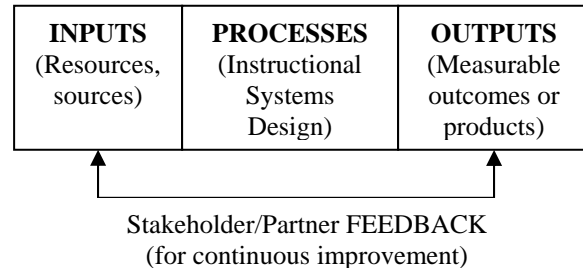 INPUTS
(Resources,
sources)
PROCESSES
(Instructional
Systems
Design)
OUTPUTS
(Measurable
outcomes or
products)
Stakeholder/Partner FEEDBACK
(for continuous improvement)